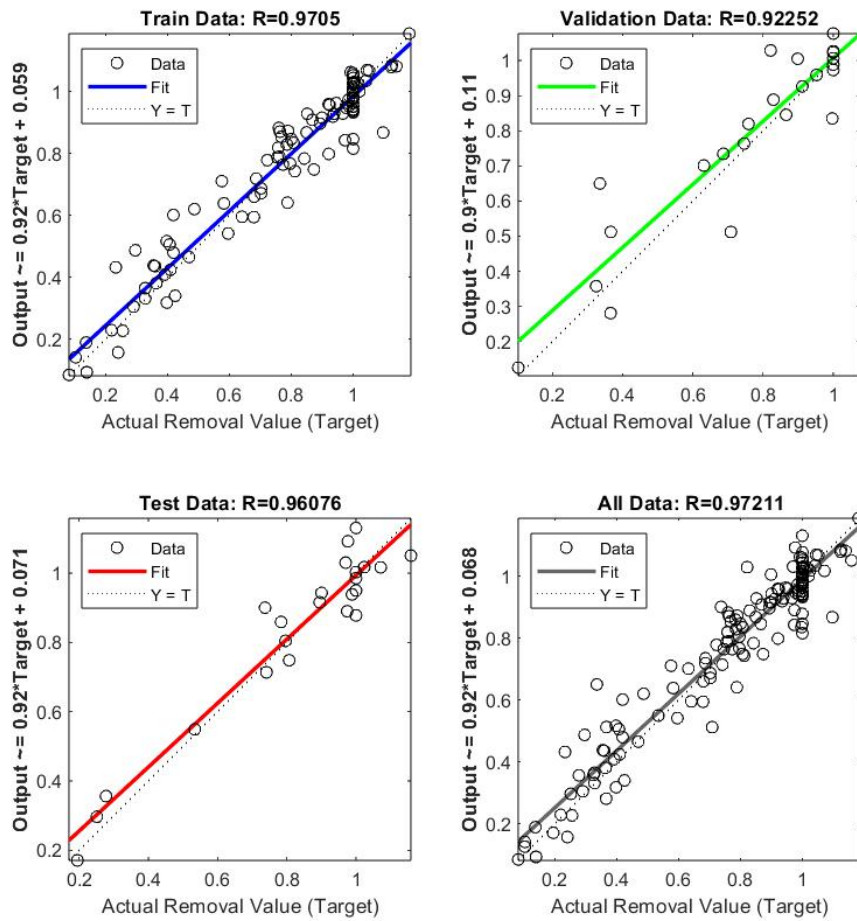 Train Data: R=0.9705
Data
Fit
Y = T
Output ~= 0.92*Target + 0.059
1
0.8
0.6
0.4
0.2
0.2 0.4 0.6 0.8 1
Actual Removal Value (Target)
Validation Data: R=0.92252
Data
Fit
Y = T
Output ~= 0.9*Target + 0.11
1
0.9
0.8
0.7
0.6
0.5
0.4
0.3
0.2
0.2 0.4 0.6 0.8 1
Actual Removal Value (Target)
Test Data: R=0.96076
Data
Fit
Y = T
Output ~= 0.92*Target + 0.071
1
0.8
0.6
0.4
0.2
0.2 0.4 0.6 0.8 1
Actual Removal Value (Target)
All Data: R=0.97211
Data
Fit
Y = T
Output ~= 0.92*Target + 0.068
1
0.8
0.6
0.4
0.2
0.2 0.4 0.6 0.8 1
Actual Removal Value (Target)